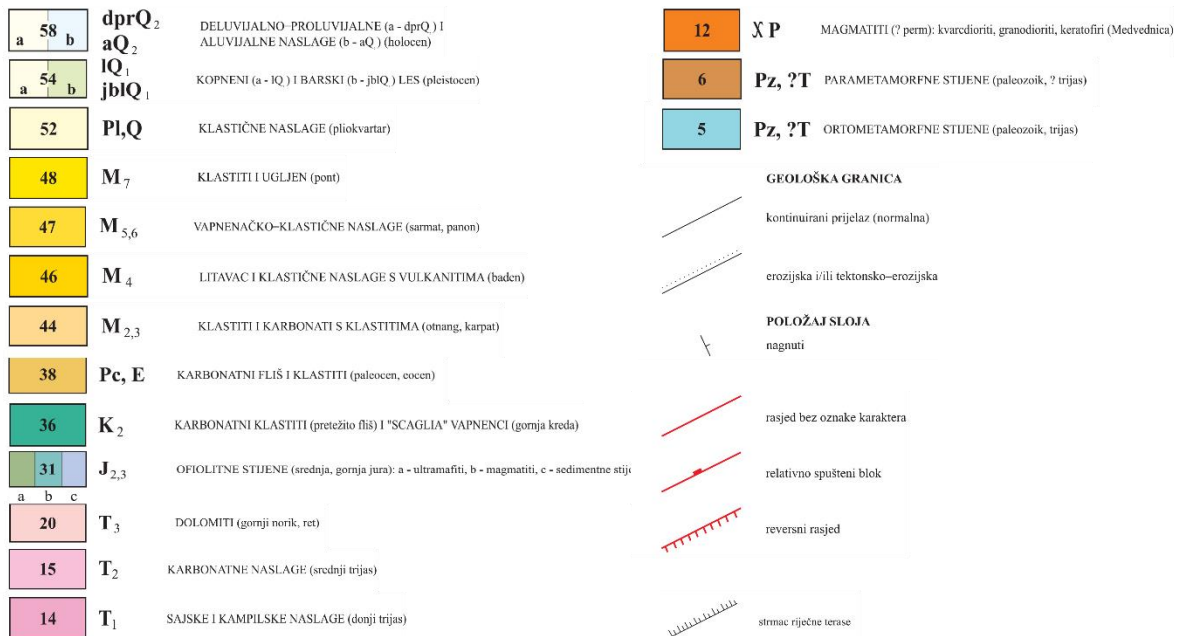 a 58 b dprQ2 aQ2 DELUVIJALNO–PROLUVIJALNE (a - dprQ ) I
ALUVIJALNE NASLAGE (b - aQ ) (holocen)
a 54 b lQ1 jblQ1 KOPNENI (a - lQ ) I BARSKI (b - jblQ ) LES (pleistocen)
52 Pl,Q KLASTIČNE NASLAGE (pliokvartar)
48 M7 KLASTITI I UGLJEN (pont)
47 M5,6 VAPNENAČKO–KLASTIČNE NASLAGE (sarmat, panon)
46 M4 LITAVAC I KLASTIČNE NASLAGE S VULKANITIMA (baden)
44 M2,3 KLASTITI I KARBONATI S KLASTITIMA (otnang, karpat)
38 Pc, E KARBONATNI FLIŠ I KLASTITI (paleocen, eocen)
36 K2 KARBONATNI KLASTITI (pretežito fliš) I "SCAGLIA" VAPNENCI (gornja kreda)
31 J2,3 OFIOLITNE STIJENE (srednja, gornja jura): a - ultramafiti, b - magmatiti, c - sedimentne stije
a b c
20 T3 DOLOMITI (gornji norik, ret)
15 T2 KARBONATNE NASLAGE (srednji trijas)
14 T1 SAJSKE I KAMPILSKE NASLAGE (donji trijas)
12 χ P MAGMATITI (? perm): kvarcdioriti, granodioriti, keratofiri (Medvednica)
6 Pz, ?T PARAMETAMORFNE STIJENE (paleozoik, ? trijas)
5 Pz, ?T ORTOMETAMORFNE STIJENE (paleozoik, trijas)
GEOLOŠKA GRANICA
kontinuirani prijelaz (normalna)
erozijska i/ili tektonsko–erozijska
POLOŽAJ SLOJA
nagnuti
rasjed bez oznake karaktera
relativno spušteni blok
reversni rasjed
strmac riječne terase